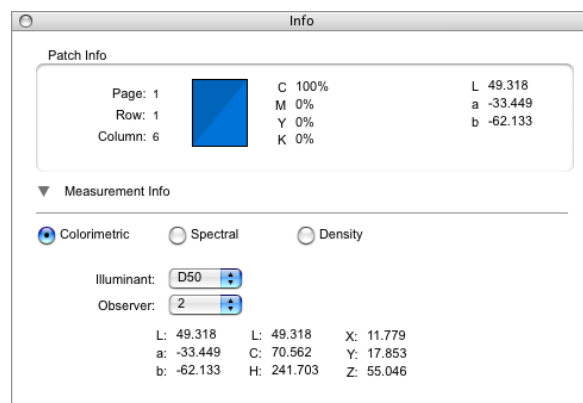 Info
Patch Info
Page: 1
Row: 1
Column: 6
C 100%
M 0%
Y 0%
K 0%
L 49.318
a -33.449
b -62.133
Measurement Info
Colorimetric Spectral Density
Illuminant: D50
Observer: 2
L: 49.318 L: 49.318 X: 11.779
a: -33.449 C: 70.562 Y: 17.853
b: -62.133 H: 241.703 Z: 55.046